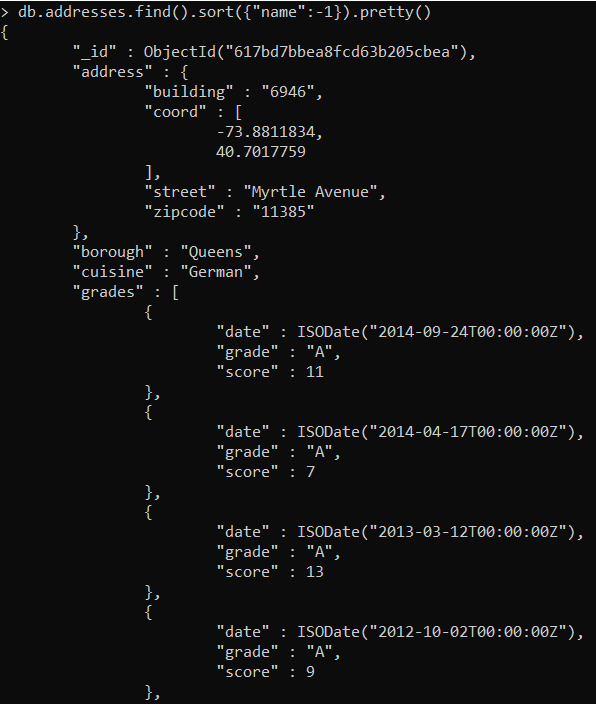 > db.addresses.find().sort({"name":-1}).pretty()
{
"_id" : ObjectId("617bd7bbea8fcd63b205cbea"),
"address" : {
"building" : "6946",
"coord" : [
-73.8811834,
40.7017759
],
"street" : "Myrtle Avenue",
"zipcode" : "11385"
},
"borough" : "Queens",
"cuisine" : "German",
"grades" : [
{
"date" : ISODate("2014-09-24T00:00:00Z"),
"grade" : "A",
"score" : 11
},
{
"date" : ISODate("2014-04-17T00:00:00Z"),
"grade" : "A",
"score" : 7
},
{
"date" : ISODate("2013-03-12T00:00:00Z"),
"grade" : "A",
"score" : 13
},
{
"date" : ISODate("2012-10-02T00:00:00Z"),
"grade" : "A",
"score" : 9
},